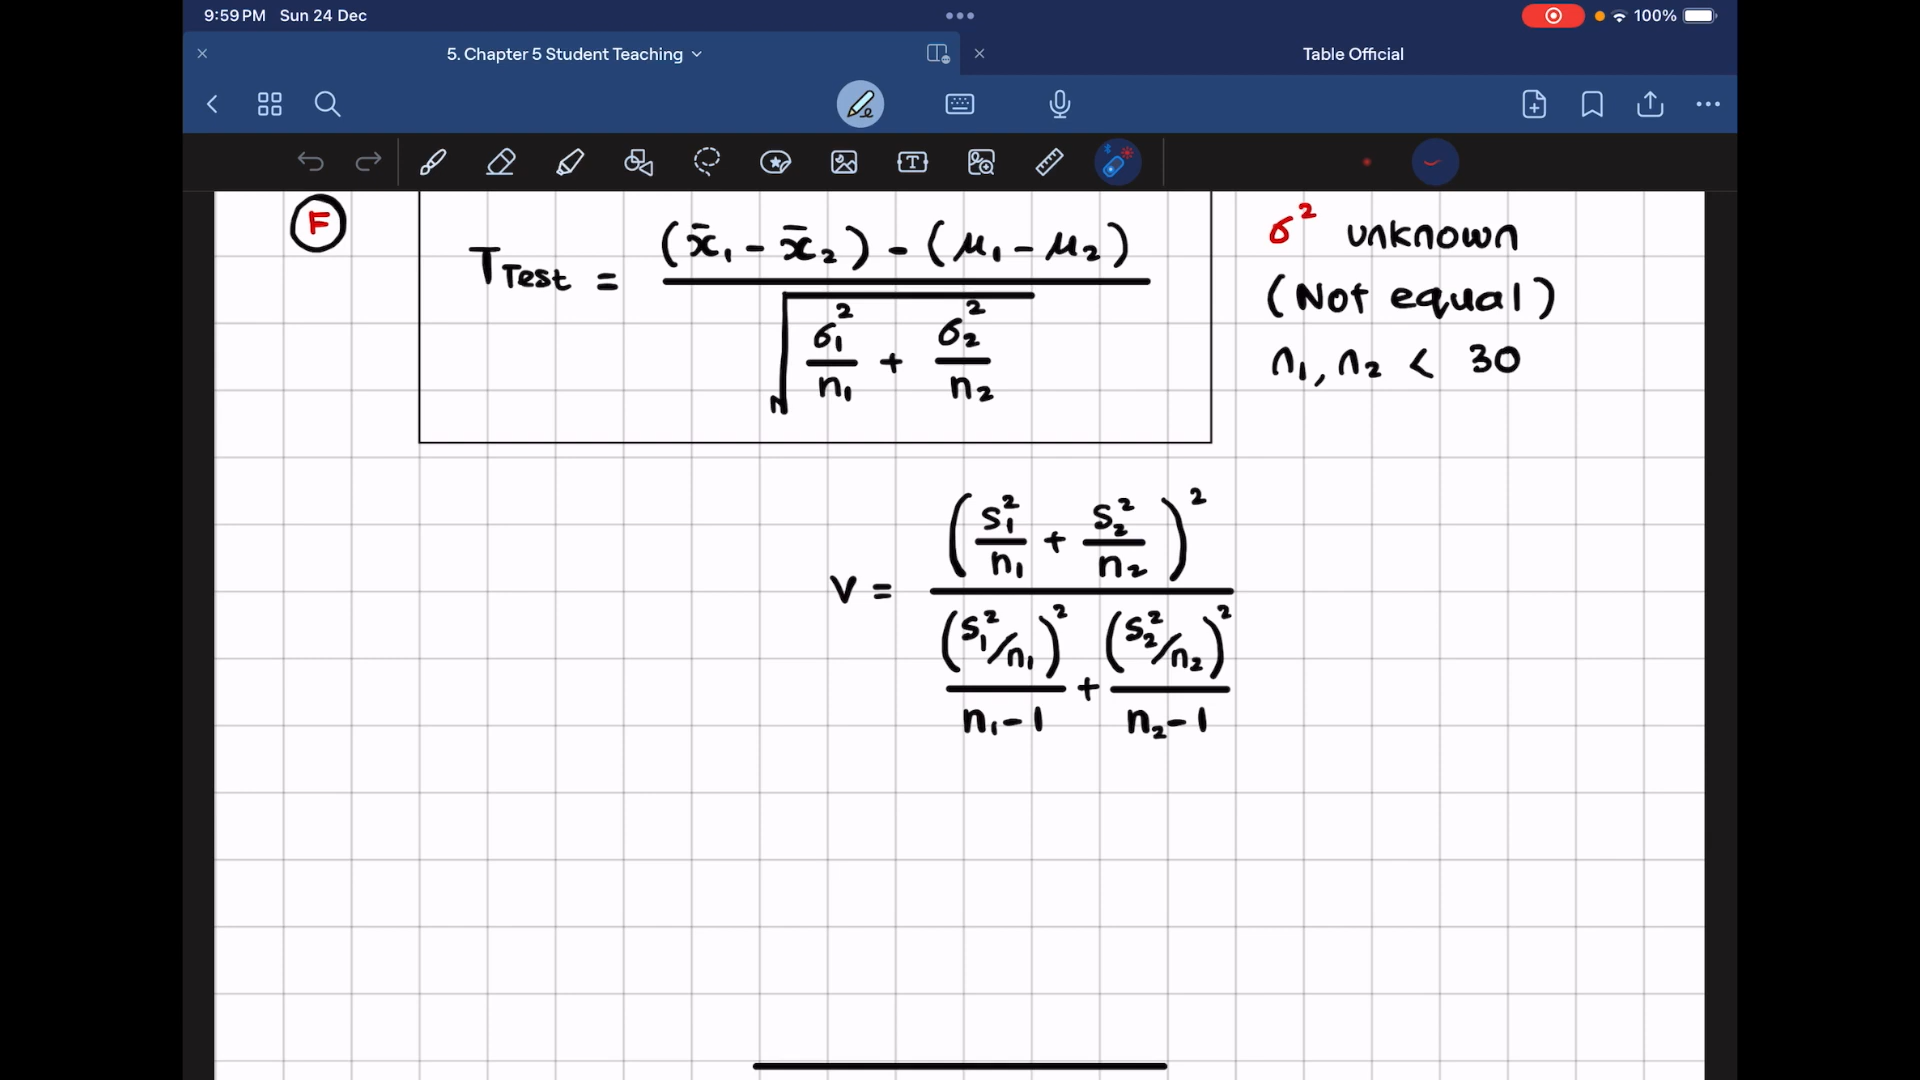 9:59 PM Sun 24 Dec 100%
5. Chapter 5 Student Teaching Table Official
F
T Test = (x̄₁ - x̄₂) - (μ₁ - μ₂) / √(σ₁²/n₁ + σ₂²/n₂)
σ² unknown
(Not equal)
n₁, n₂ < 30
v = (s₁²/n₁ + s₂²/n₂)² / ((s₁²/n₁)²/(n₁-1) + (s₂²/n₂)²/(n₂-1))